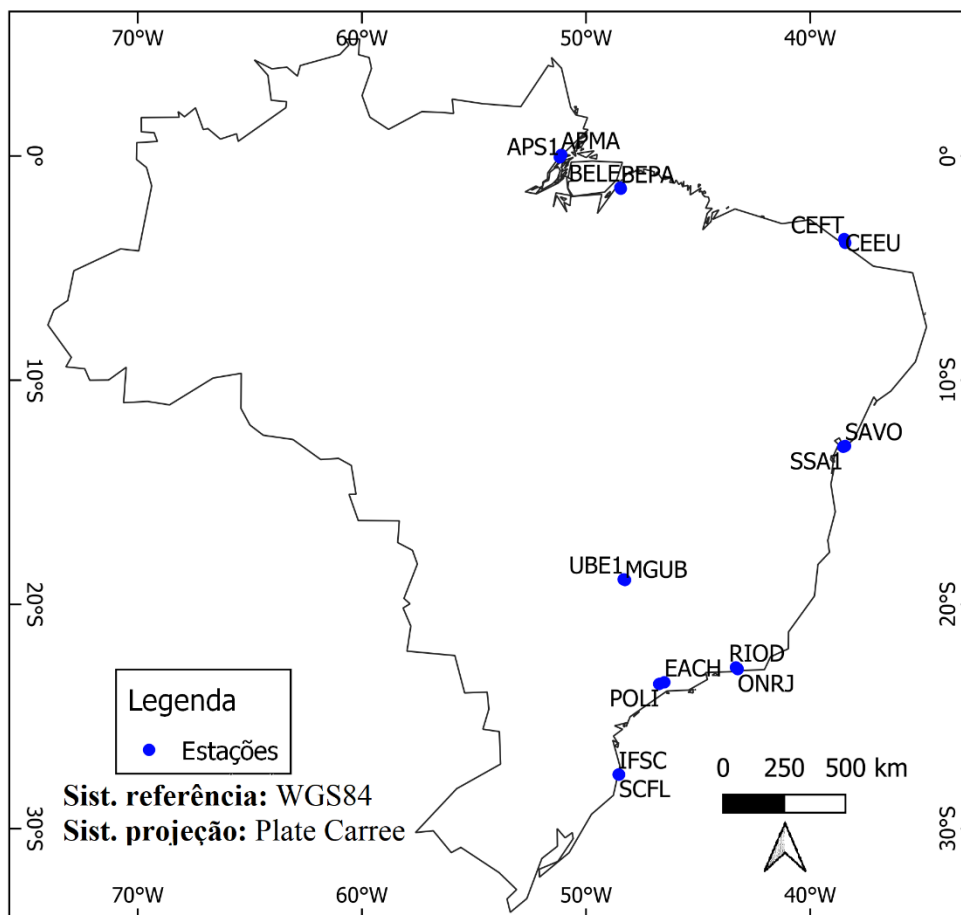 70°W 60°W 50°W 40°W
APS1 APMA
0° 0°
BELE BEPA
CEFT
CEEU
10°S 10°S
SAVO
SSA1
UBE1 MGUB
20°S 20°S
RIOD
EACH
ONRJ
POLI
Legenda
Estações
IFSC
SCFL
0 250 500 km
Sist. referência: WGS84
Sist. projeção: Plate Carree
30°S 30°S
70°W 60°W 50°W 40°W